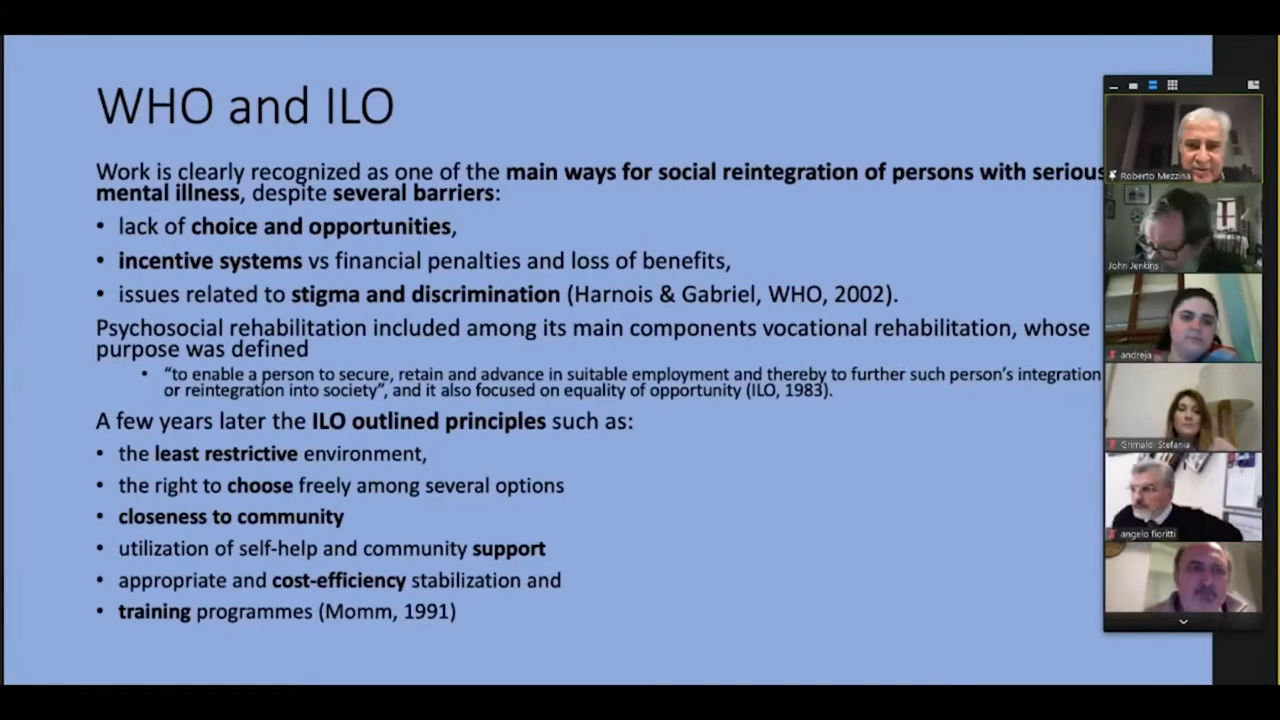 WHO and ILO
Work is clearly recognized as one of the main ways for social reintegration of persons with serious
mental illness, despite several barriers:
• lack of choice and opportunities,
• incentive systems vs financial penalties and loss of benefits,
• issues related to stigma and discrimination (Harnois & Gabriel, WHO, 2002).
Psychosocial rehabilitation included among its main components vocational rehabilitation, whose
purpose was defined
• “to enable a person to secure, retain and advance in suitable employment and thereby to further such person’s integration
or reintegration into society”, and it also focused on equality of opportunity (ILO, 1983).
A few years later the ILO outlined principles such as:
• the least restrictive environment,
• the right to choose freely among several options
• closeness to community
• utilization of self-help and community support
• appropriate and cost-efficiency stabilization and
• training programmes (Momm, 1991)
Roberto Mezzina
John Jenkins
andreja
Grimaldi Stefania
angelo fioritti